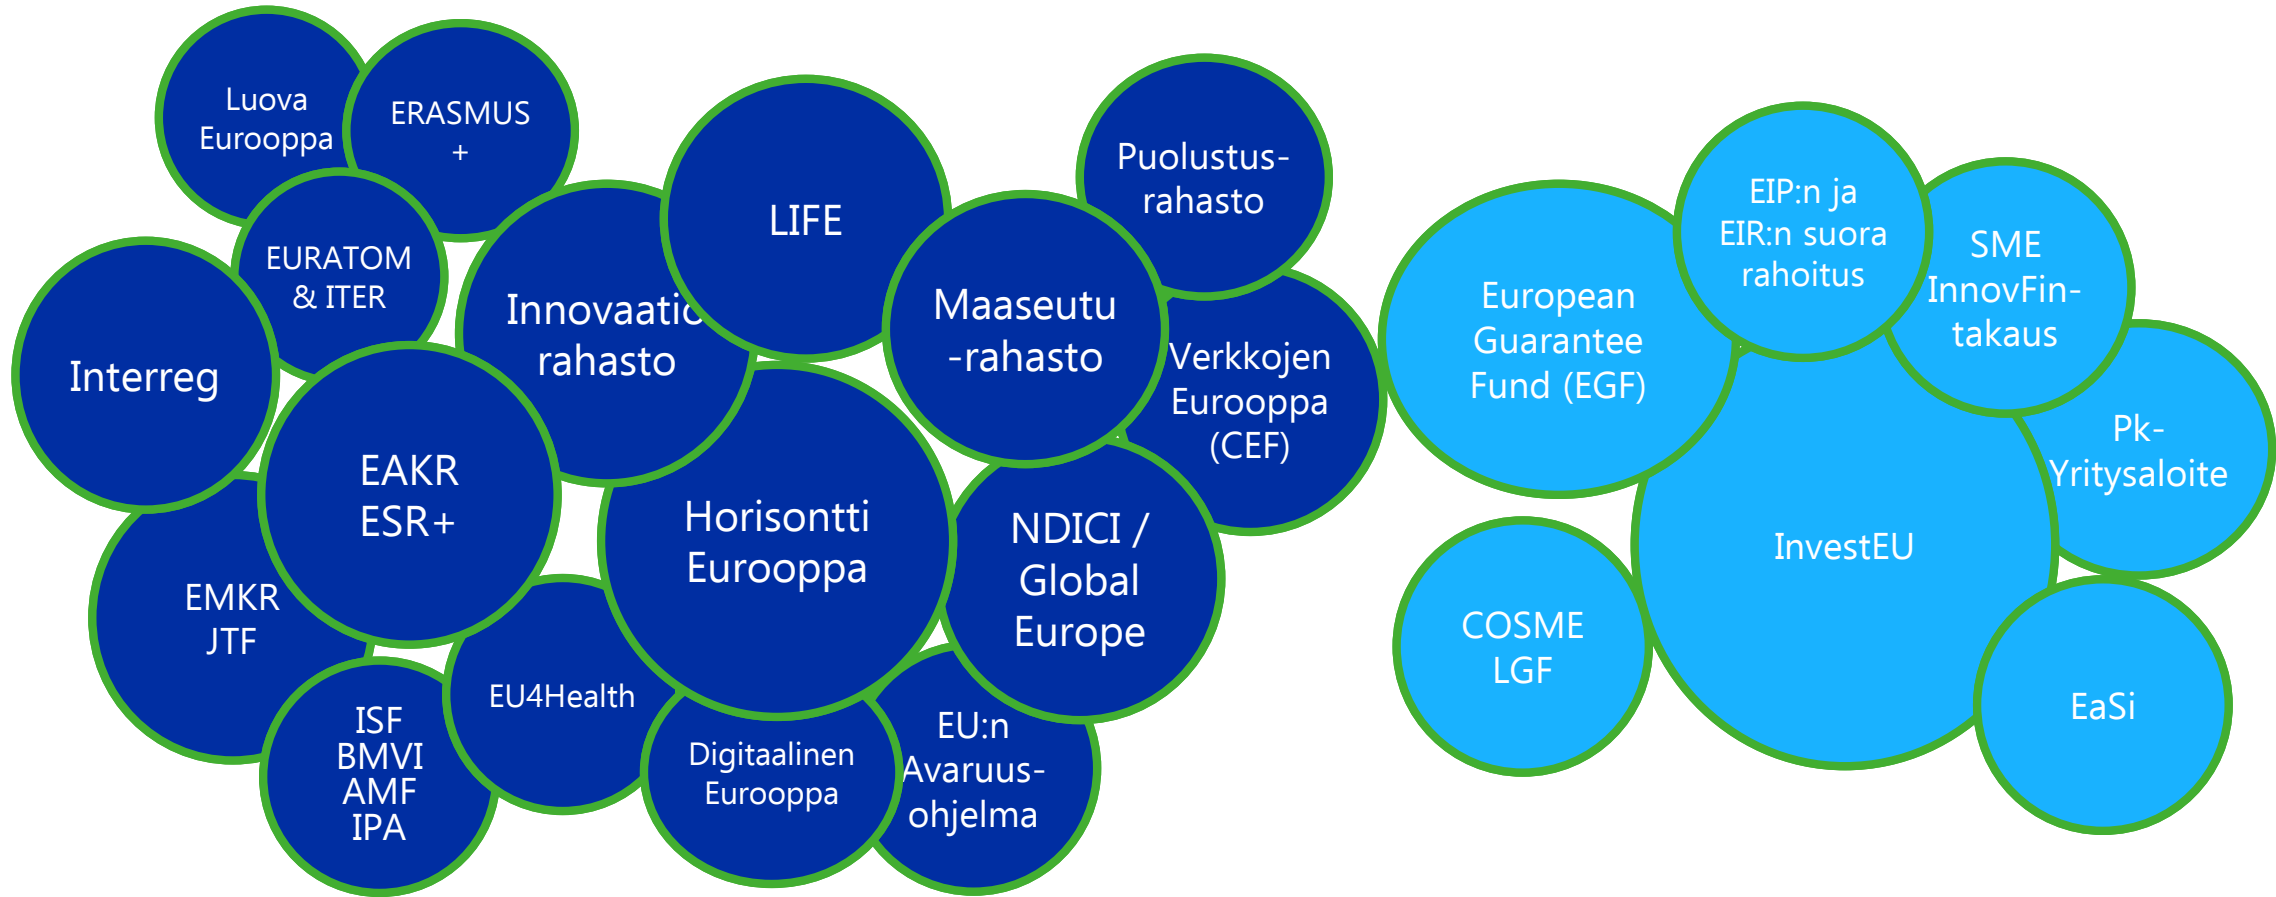 Luova
Eurooppa
ERASMUS
+
EURATOM
& ITER
Interreg
Innovaatio
rahasto
LIFE
Maaseutu
-rahasto
Puolustus-
rahasto
Verkkojen
Eurooppa
(CEF)
EAKR
ESR+
Horisontti
Eurooppa
NDICI /
Global
Europe
EMKR
JTF
ISF
BMVI
AMF
IPA
EU4Health
Digitaalinen
Eurooppa
EU:n
Avaruus-
ohjelma
European
Guarantee
Fund (EGF)
EIP:n ja
EIR:n suora
rahoitus
SME
InnovFin-
takaus
Pk-
Yritysaloite
InvestEU
COSME
LGF
EaSi